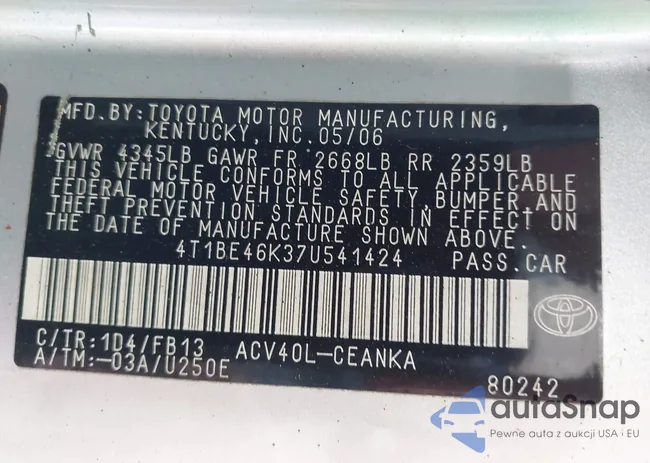 MFD.BY:TOYOTA MOTOR MANUFACTURING,
KENTUCKY, INC.05/06
GVWR 4345LB GAWR FR 2668LB RR 2359LB
THIS VEHICLE CONFORMS TO ALL APPLICABLE
FEDERAL MOTOR VEHICLE SAFETY, BUMPER, AND
THEFT PREVENTION STANDARDS IN EFFECT ON
THE DATE OF MANUFACTURE SHOWN ABOVE.
4T1BE46K37U541424 PASS.CAR
C/TR:1D4/FB13 ACV40L-CEANKA
A/TM:-03A/U250E
80242
autoSnap
Pewne auta z aukcji USA i EU